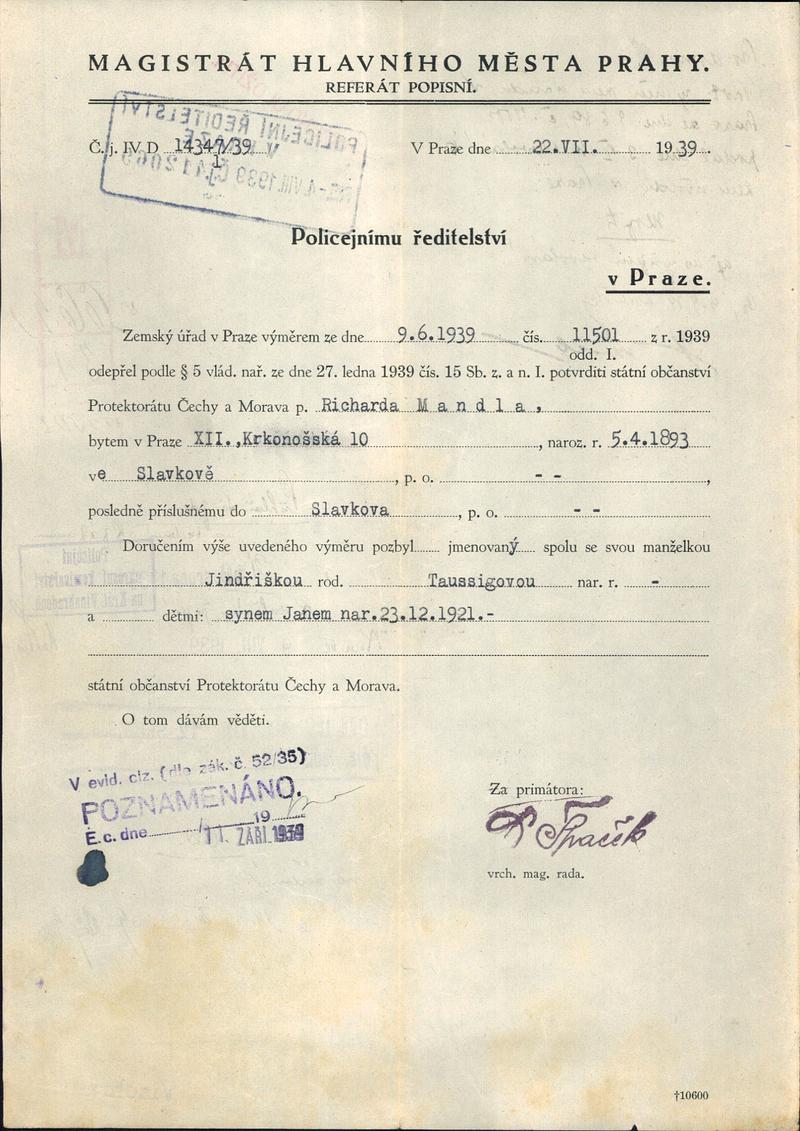 MAGISTRÁT HLAVNÍHO MĚSTA PRAHY.
REFERÁT POPISNÍ.
Č. j. IV. D 14347/39
1
V Praze dne 22.VII. 1939.
Policejnímu ředitelství
v Praze.
Zemský úřad v Praze výměrem ze dne 9.6.1939 čís. 11501 z r. 1939
odd. I.
odepřel podle § 5 vlád. nař. ze dne 27. ledna 1939 čís. 15 Sb. z. a n. I. potvrditi státní občanství
Protektorátu Čechy a Morava p. Richarda Mandla,
bytem v Praze XII.,Krkonošská 10, naroz. r. 5.4.1893
ve Slavkově, p. o. - -,
posledně příslušnému do Slavkova, p. o. - -
Doručením výše uvedeného výměru pozbyl jmenovaný spolu se svou manželkou
Jindřiškou rod. Taussigovou nar. r. -
a dětmi: synem Janem nar.23.12.1921.-
státní občanství Protektorátu Čechy a Morava.
O tom dávám věděti.
V evid. ciz. (dle zák. č. 52/35)
POZNAMENÁNO.
E. c. dne 19
11. ZÁŘÍ 1939
Za primátora:
vrch. mag. rada.
†10600